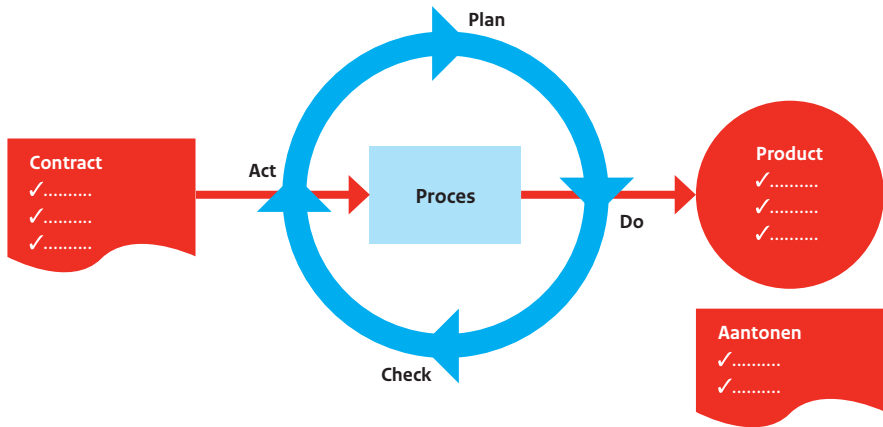 Plan
Contract
✓..........
✓..........
✓..........
Act
Proces
Do
Product
✓..........
✓..........
✓..........
Check
Aantonen
✓..........
✓..........